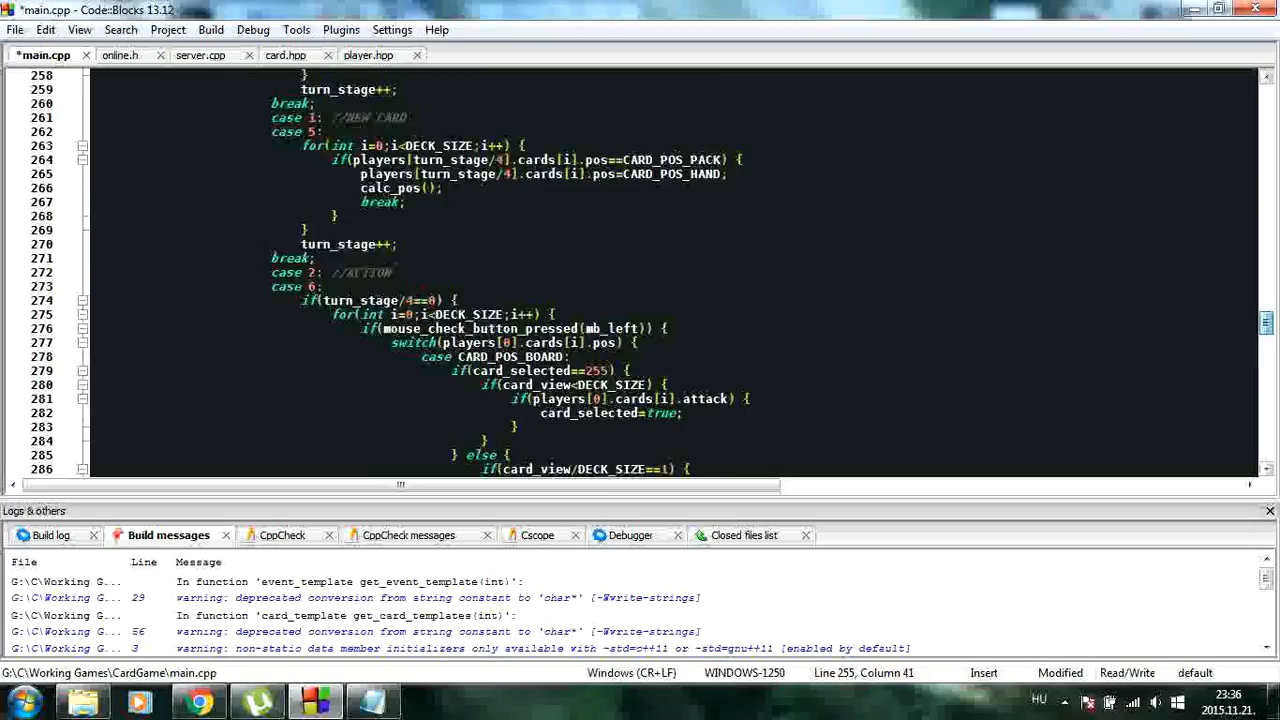 *main.cpp - Code::Blocks 13.12
File Edit View Search Project Build Debug Tools Plugins Settings Help
*main.cpp online.h server.cpp card.hpp player.hpp
258 }
259 turn_stage++;
260 break;
261 case 1: //NEW CARD
262 case 5:
263 for(int i=0;i<DECK_SIZE;i++) {
264 if(players[turn_stage/4].cards[i].pos==CARD_POS_PACK) {
265 players[turn_stage/4].cards[i].pos=CARD_POS_HAND;
266 calc_pos();
267 break;
268 }
269 }
270 turn_stage++;
271 break;
272 case 2: //ACTION
273 case 6:
274 if(turn_stage/4==0) {
275 for(int i=0;i<DECK_SIZE;i++) {
276 if(mouse_check_button_pressed(mb_left)) {
277 switch(players[0].cards[i].pos) {
278 case CARD_POS_BOARD:
279 if(card_selected==255) {
280 if(card_view<DECK_SIZE) {
281 if(players[0].cards[i].attack) {
282 card_selected=true;
283 }
284 }
285 } else {
286 if(card_view/DECK_SIZE==1) {
Logs & others
Build log Build messages CppCheck CppCheck messages Cscope Debugger Closed files list
File Line Message
G:\C\Working G... In function 'event_template get_event_template(int)':
G:\C\Working G... 29 warning: deprecated conversion from string constant to 'char*' [-Wwrite-strings]
G:\C\Working G... In function 'card_template get_card_templates(int)':
G:\C\Working G... 56 warning: deprecated conversion from string constant to 'char*' [-Wwrite-strings]
G:\C\Working G... 3 warning: non-static data member initializers only available with -std=c++11 or -std=gnu++11 [enabled by default]
G:\C\Working Games\CardGame\main.cpp Windows (CR+LF) WINDOWS-1250 Line 255, Column 41 Insert Modified Read/Write default
HU 23:36
2015.11.21.